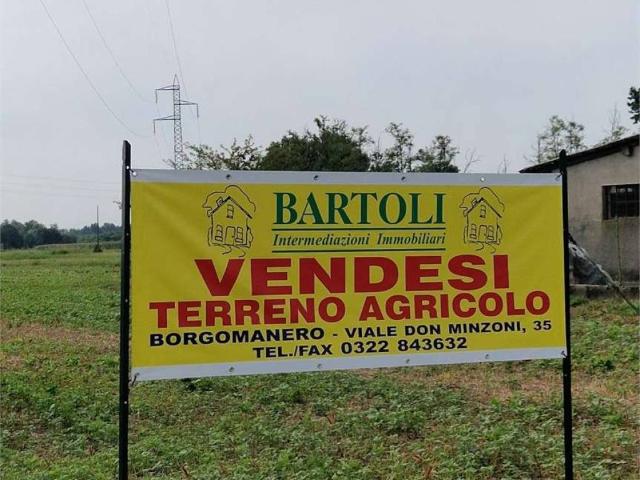 BARTOLI
Intermediazioni Immobiliari
VENDESI
TERRENO AGRICOLO
BORGOMANERO - VIALE DON MINZONI, 35
TEL./FAX 0322 843632